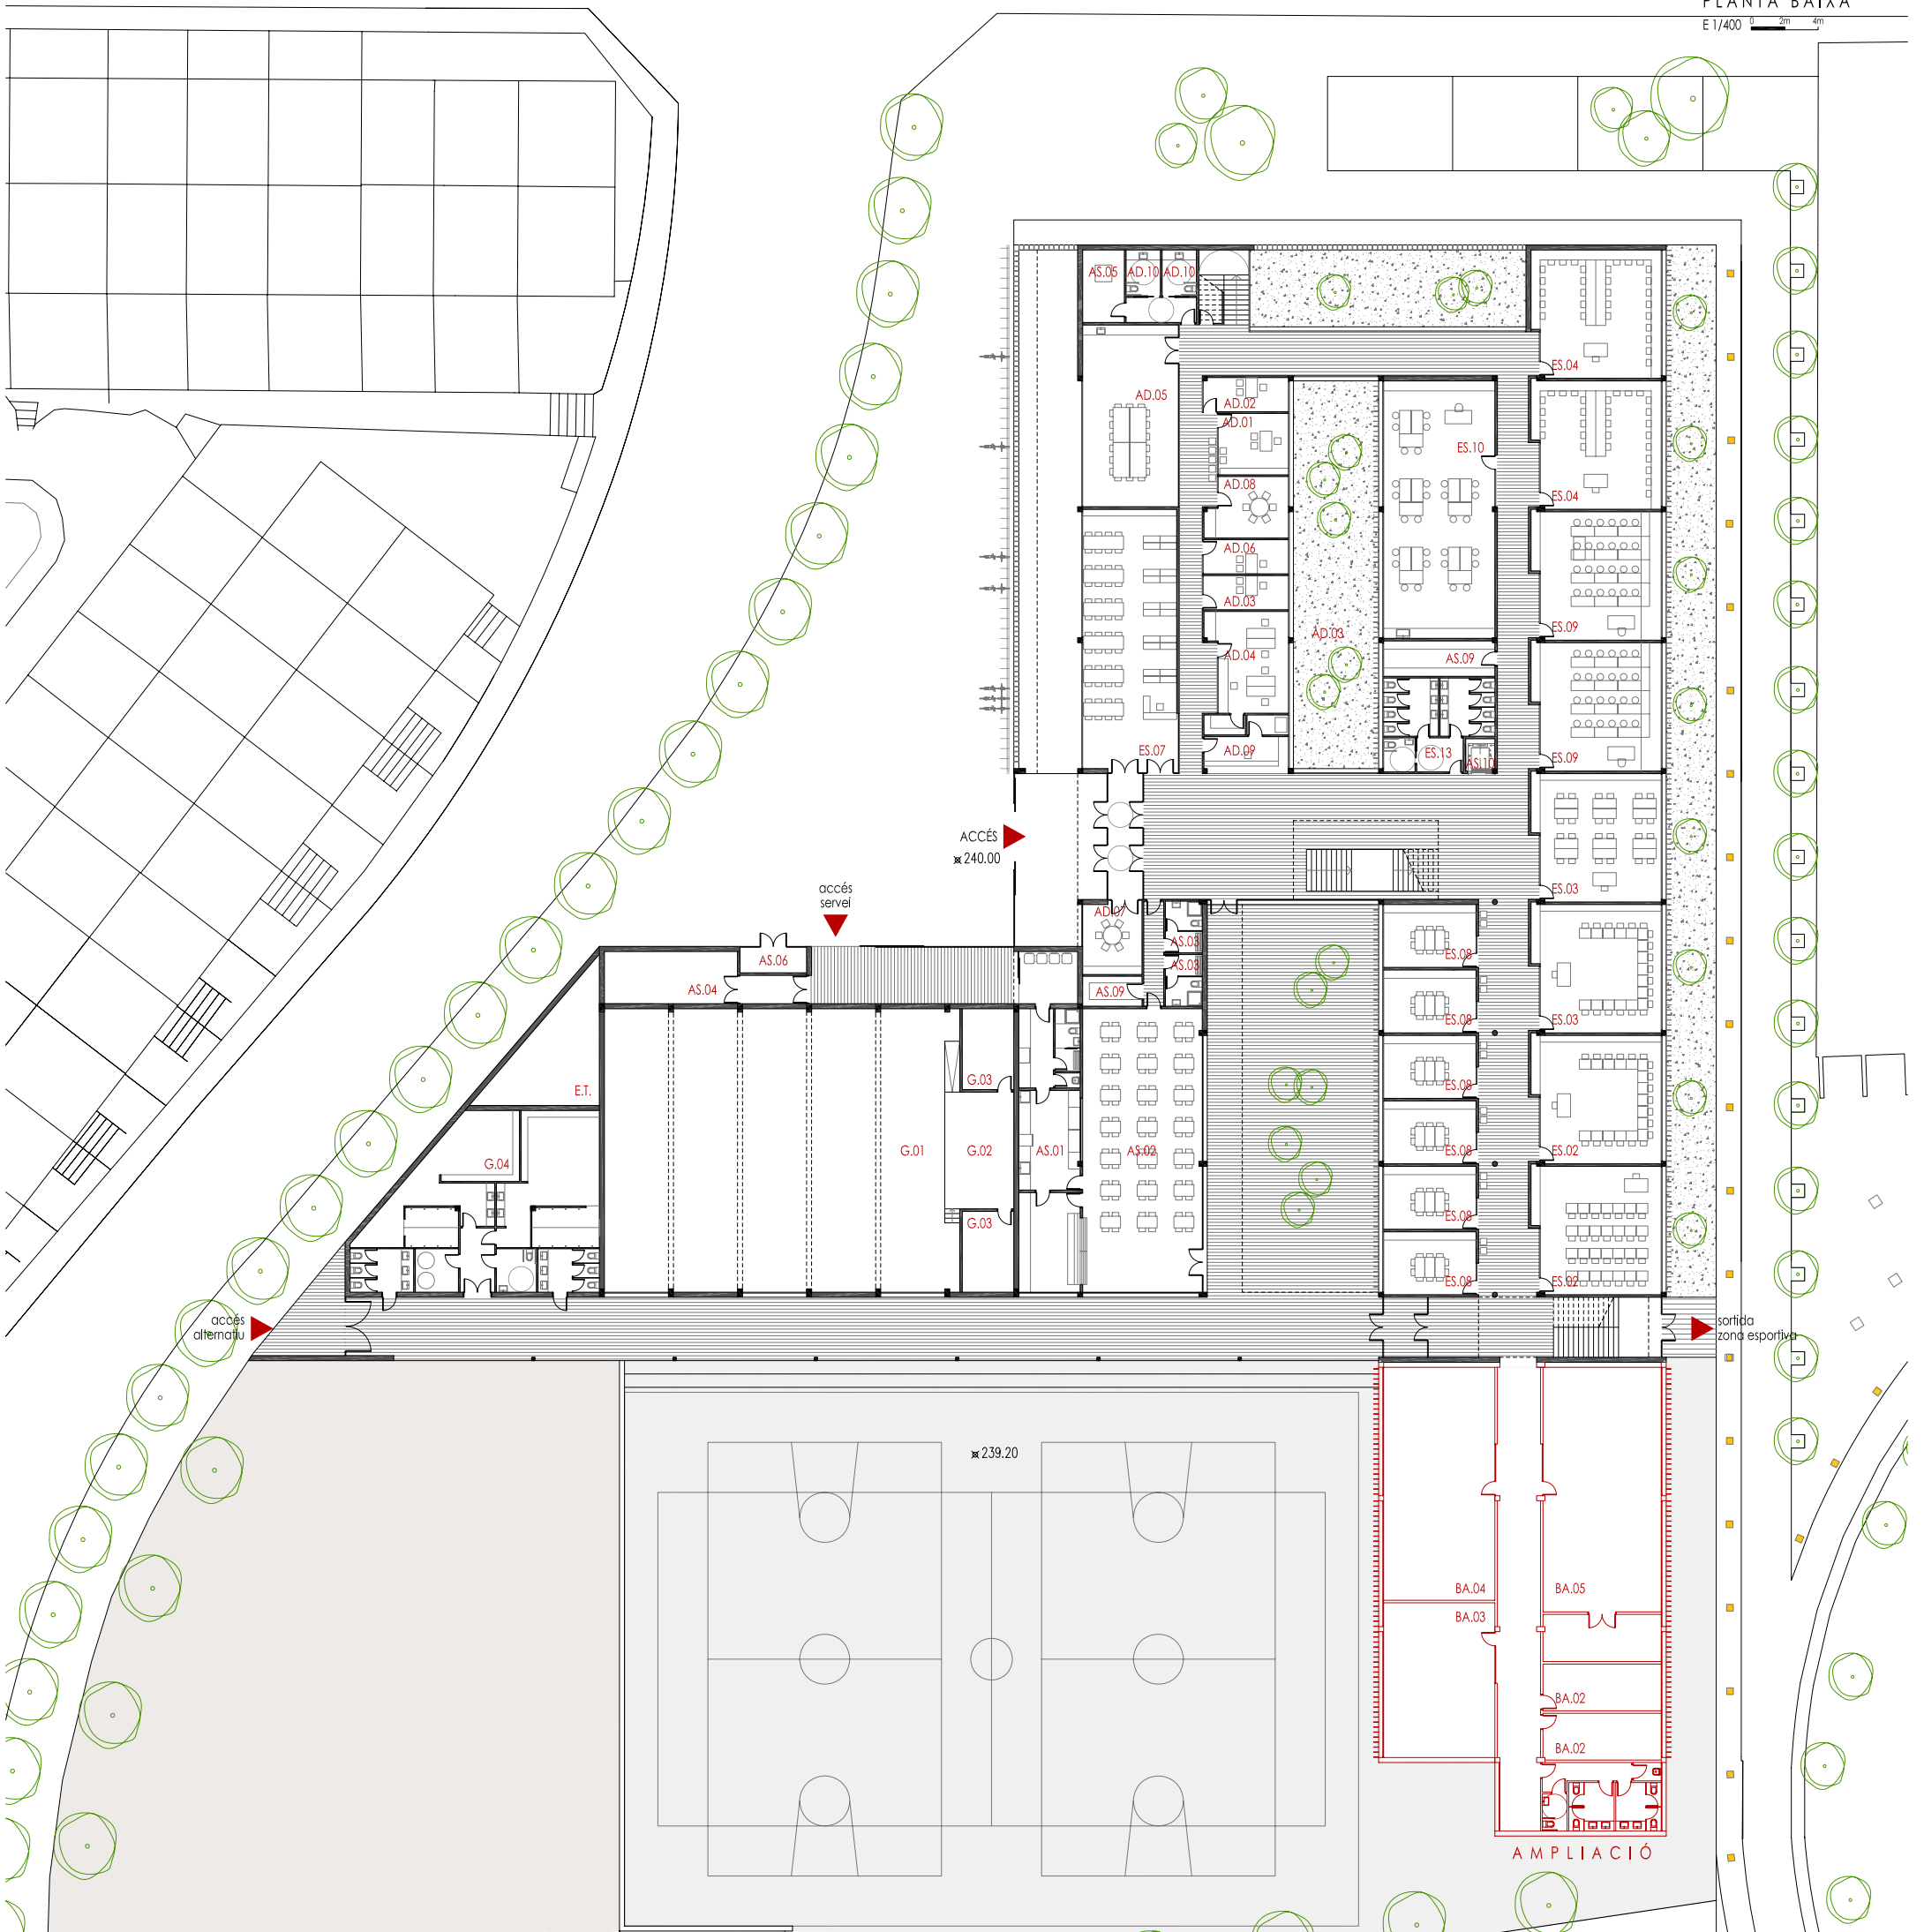 PLANTA BAIXA
E 1/400 0 2m 4m
AS.05 AD.10 AD.10
ES.04
AD.05
AD.02
AD.01
ES.10
AD.08
ES.04
AD.06
AD.03
AD.03
ES.09
AD.04
AS.09
ES.07
AD.09
ES.13
AS.10
ES.09
ACCÉS
240.00
accés
servei
ES.03
AD.07
AS.03
AS.03
AS.09
AS.06
AS.04
ES.08
ES.08
ES.03
E.T.
G.03
ES.08
G.04
G.01
G.02
AS.01
AS.02
ES.08
ES.02
G.03
ES.08
ES.08
ES.02
accés
alternatiu
sortida
zona esportiva
239.20
BA.04
BA.05
BA.03
BA.02
BA.02
AMPLIACIÓ